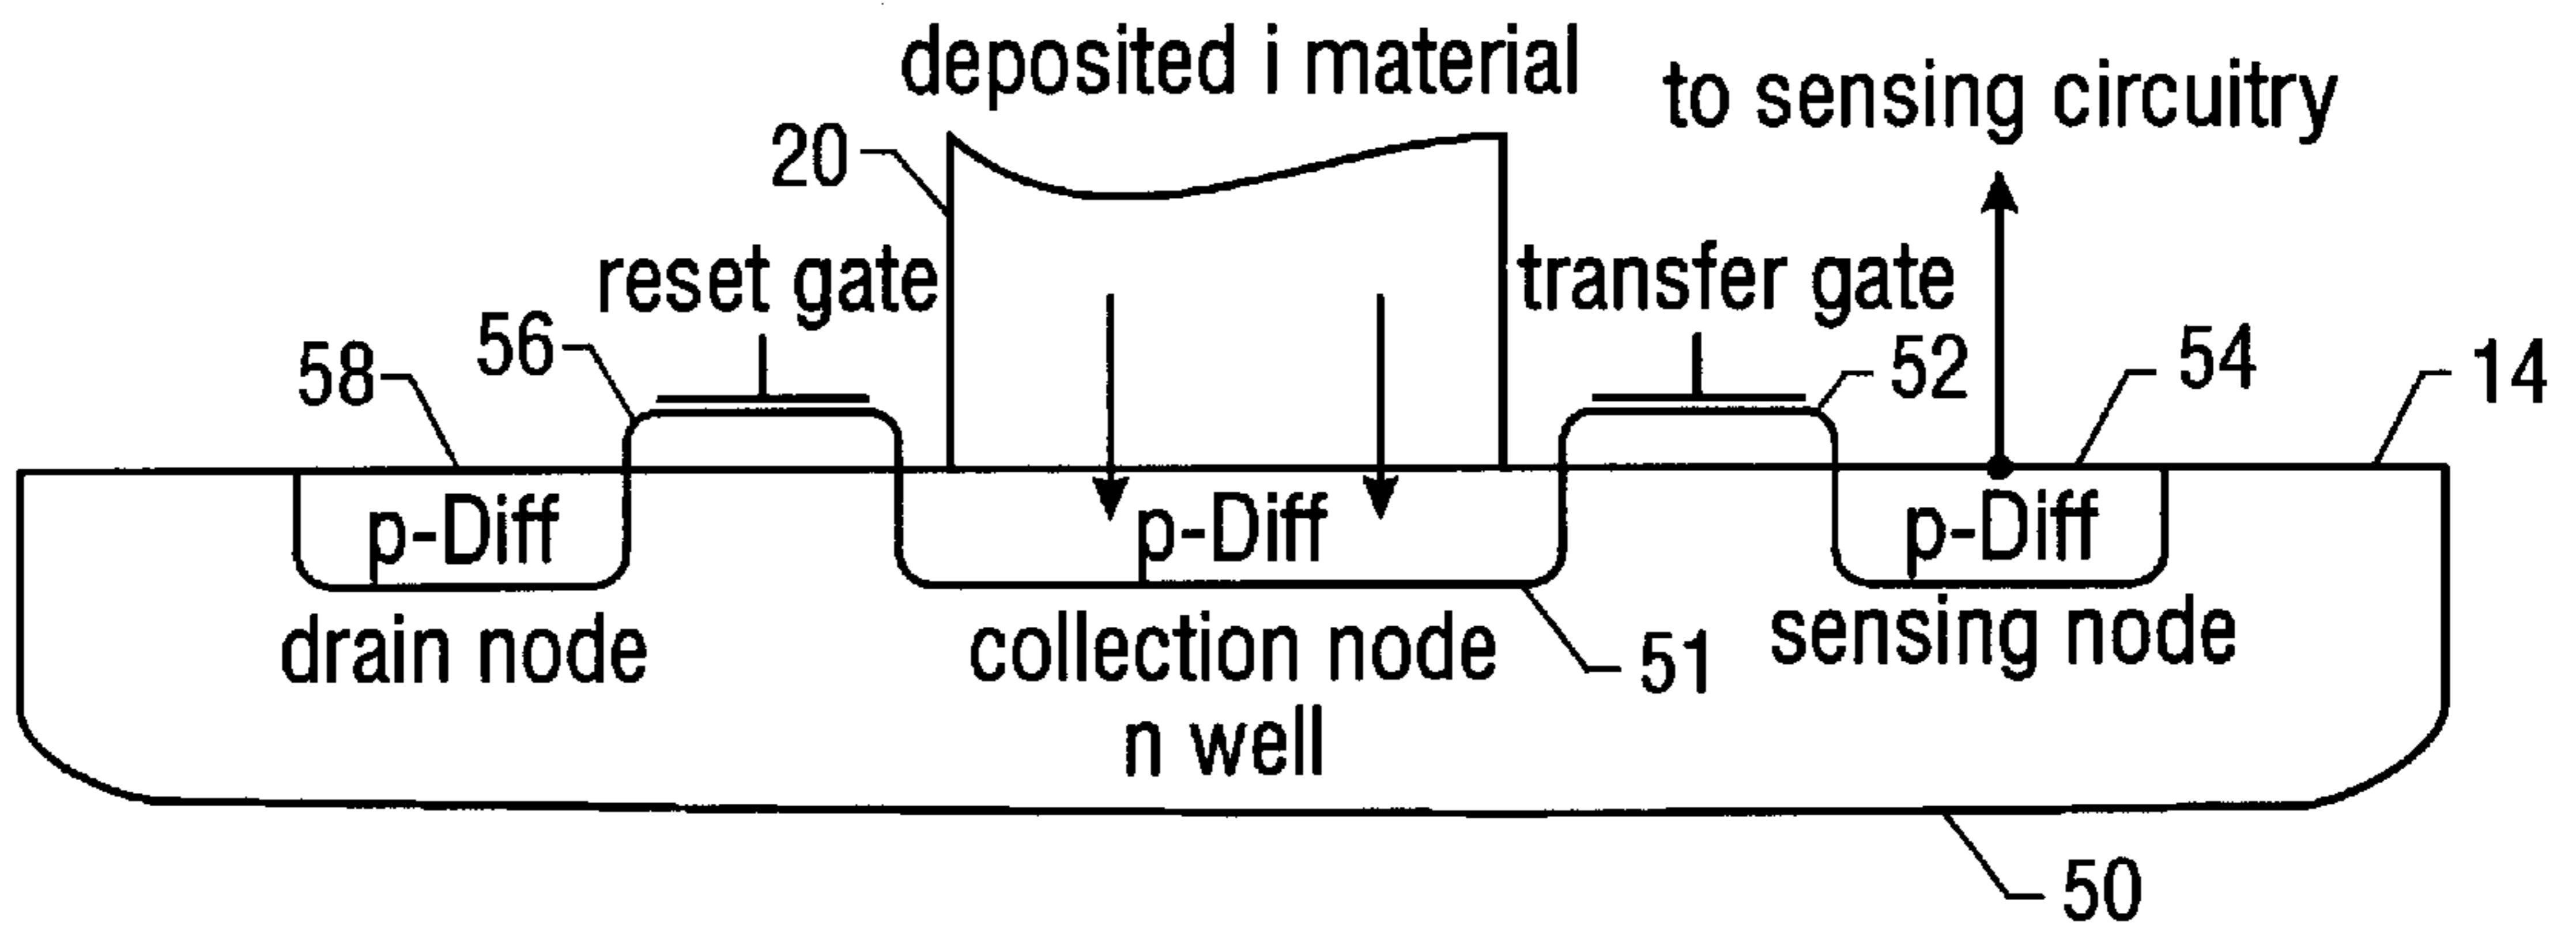 deposited i material
to sensing circuitry
20
reset gate
transfer gate
58
56
52
54
14
p-Diff
p-Diff
p-Diff
drain node
collection node
51
sensing node
n well
50